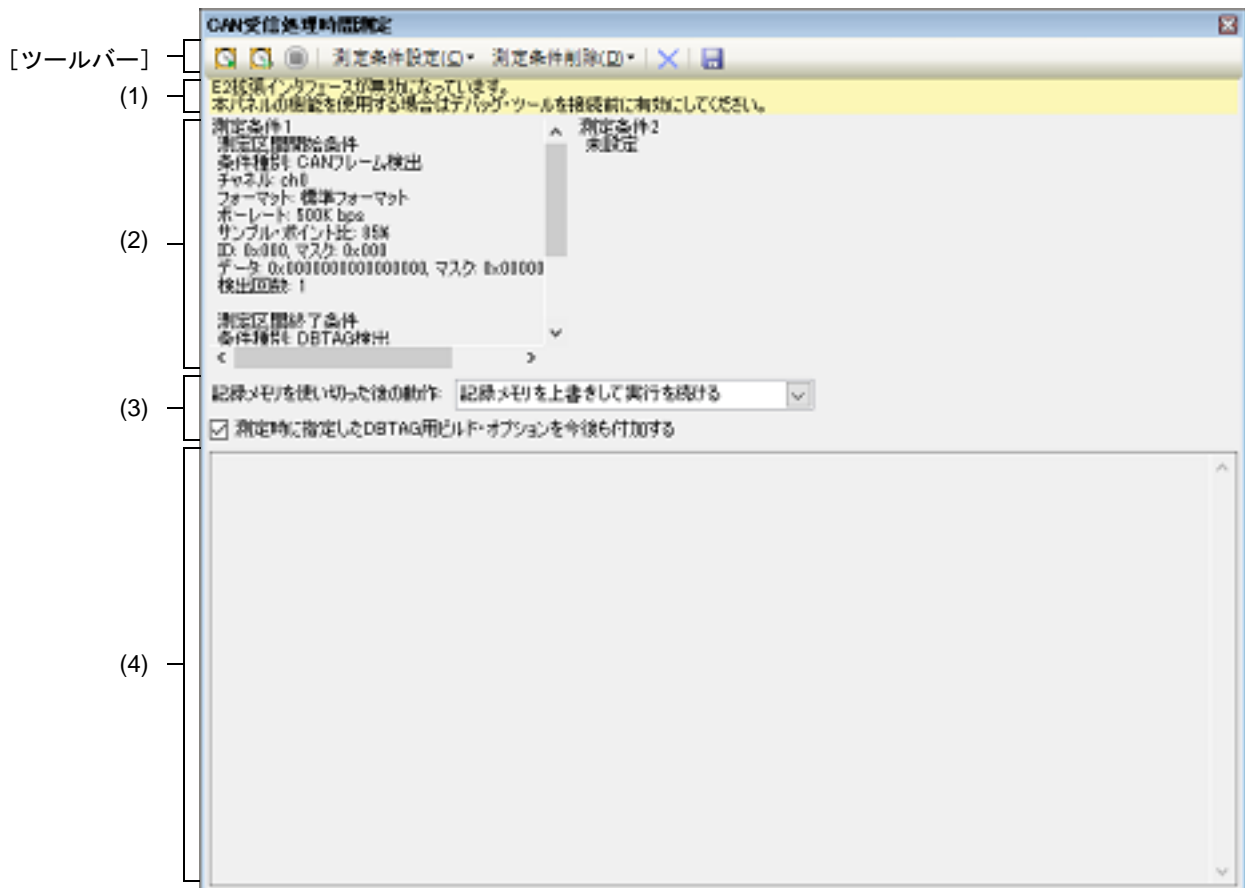 CAN受信処理時間測定
[ツールバー]
測定条件設定(C) 測定条件削除(D)
(1)
E2拡張インタフェースが無効になっています。
本パネルの機能を使用する場合はデバッグ・ツールを接続前に有効にしてください。
(2)
測定条件1
測定区間開始条件
条件種別: CANフレーム検出
チャネル: ch0
フォーマット: 標準フォーマット
ボーレート: 500K bps
サンプル・ポイント比: 85%
ID: 0x000, マスク: 0x000
データ: 0x0000000000000000, マスク: 0x00000
検出回数: 1
測定区間終了条件
条件種別: DBTAG検出
測定条件2
未設定
(3)
記録メモリを使い切った後の動作: 記録メモリを上書きして実行を続ける
測定時に指定したDBTAG用ビルド・オプションを今後も付加する
(4)